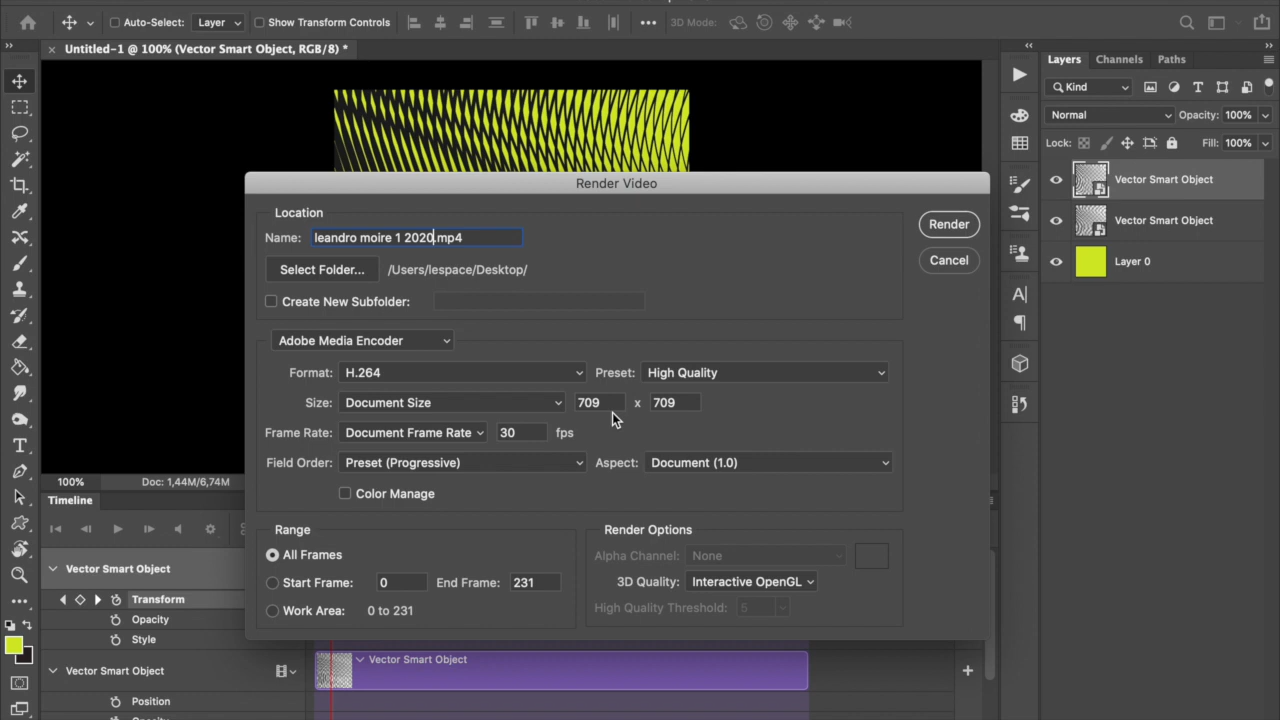 Auto-Select: Layer Show Transform Controls 3D Mode:
Untitled-1 @ 100% (Vector Smart Object, RGB/8) *
Layers Channels Paths
Kind
Normal Opacity: 100%
Lock: Fill: 100%
Vector Smart Object
Vector Smart Object
Layer 0
Render Video
Location
Name: leandro moire 1 2020.mp4
Select Folder... /Users/lespace/Desktop/
Create New Subfolder:
Render
Cancel
Adobe Media Encoder
Format: H.264 Preset: High Quality
Size: Document Size 709 x 709
Frame Rate: Document Frame Rate 30 fps
Field Order: Preset (Progressive) Aspect: Document (1.0)
Color Manage
Range
All Frames
Start Frame: 0 End Frame: 231
Work Area: 0 to 231
Render Options
Alpha Channel: None
3D Quality: Interactive OpenGL
High Quality Threshold: 5
100% Doc: 1,44M/6,74M
Timeline
Vector Smart Object
Transform
Opacity
Style
Vector Smart Object
Vector Smart Object
Position